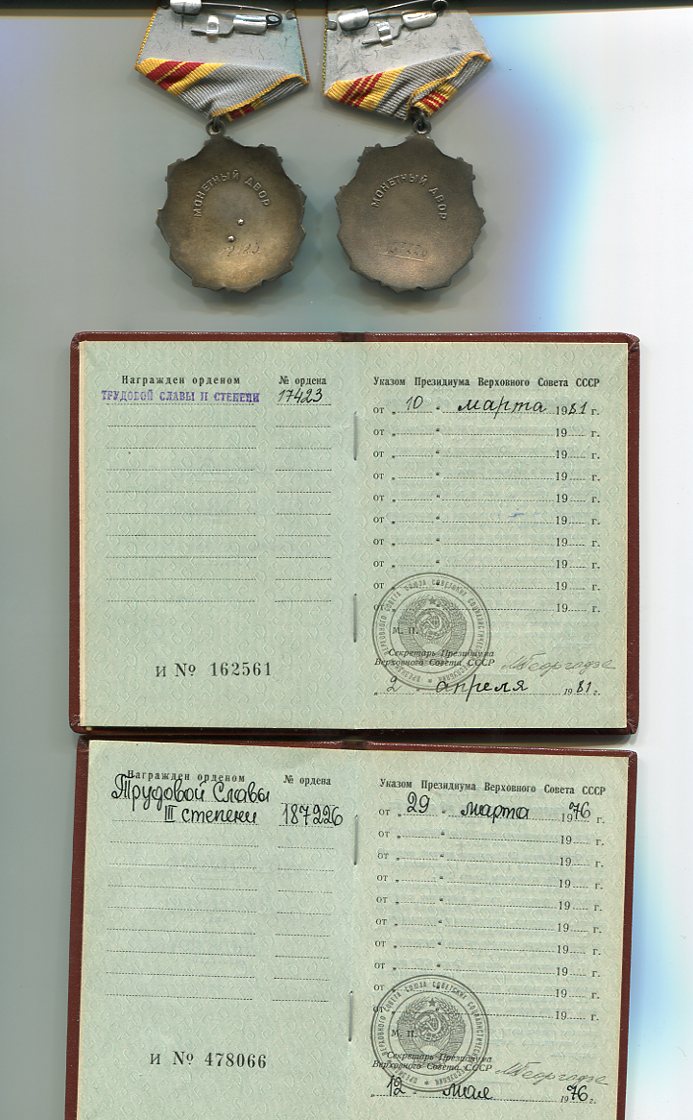 МОНЕТНЫЙ ДВОР
МОНЕТНЫЙ ДВОР
Награжден орденом № ордена
ТРУДОВОЙ СЛАВЫ II СТЕПЕНИ 17423
И № 162561
Указом Президиума Верховного Совета СССР
от „ 10 “ марта 1981 г.
от „ “ 19 г.
от „ “ 19 г.
от „ “ 19 г.
от „ “ 19 г.
от „ “ 19 г.
от „ “ 19 г.
от „ “ 19 г.
от „ “ 19 г.
от „ “ 19 г.
М. П.
Секретарь Президиума
Верховного Совета СССР М Георгадзе
„ 2 “ апреля 1981 г.
Награжден орденом № ордена
Трудовой Славы
III степени 187226
И № 478066
Указом Президиума Верховного Совета СССР
от „ 29 “ марта 1976 г.
от „ “ 19 г.
от „ “ 19 г.
от „ “ 19 г.
от „ “ 19 г.
от „ “ 19 г.
от „ “ 19 г.
от „ “ 19 г.
от „ “ 19 г.
от „ “ 19 г.
М. П.
Секретарь Президиума
Верховного Совета СССР М Георгадзе
„ 12 “ мая 1976 г.